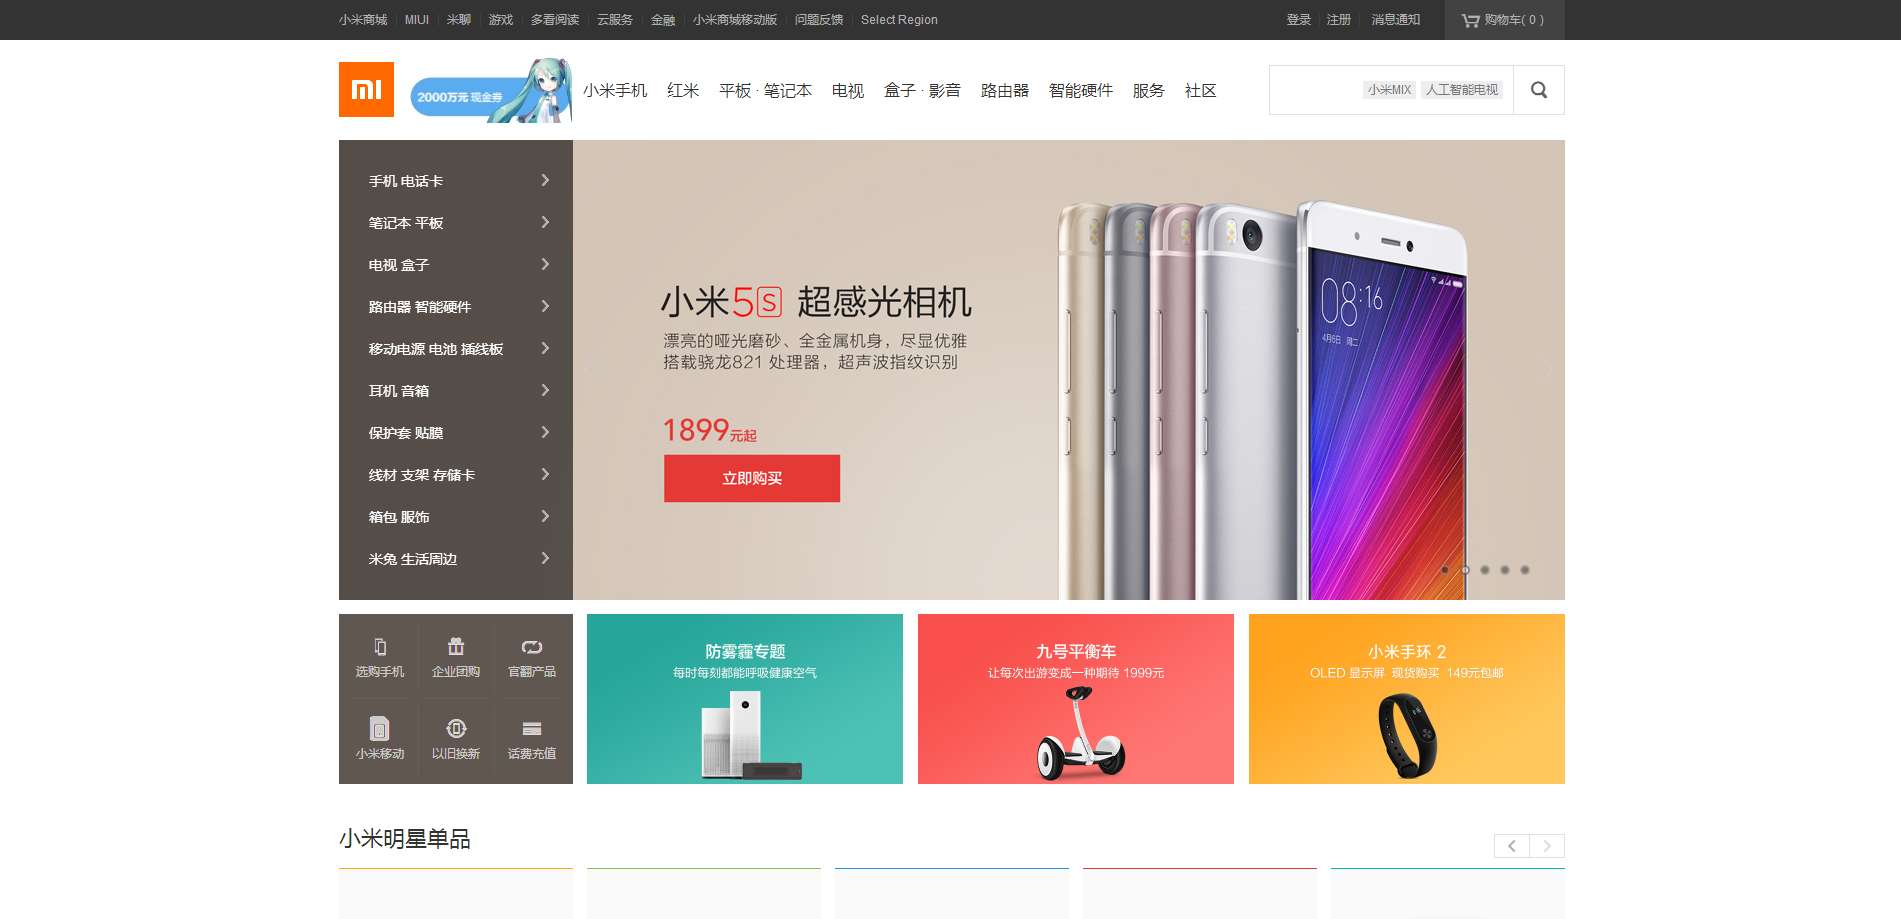 小米商城 MIUI 米聊 游戏 多看阅读 云服务 金融 小米商城移动版 问题反馈 Select Region 登录 注册 消息通知 购物车( 0 )
mi 2000万元 现金券 小米手机 红米 平板 · 笔记本 电视 盒子 · 影音 路由器 智能硬件 服务 社区 小米MIX 人工智能电视
手机 电话卡
笔记本 平板
电视 盒子
路由器 智能硬件
移动电源 电池 插线板
耳机 音箱
保护套 贴膜
线材 支架 存储卡
箱包 服饰
米兔 生活周边
小米5S 超感光相机
漂亮的哑光磨砂、全金属机身，尽显优雅
搭载骁龙821 处理器，超声波指纹识别
1899元起
立即购买
08:16
4月6日 周二
选购手机 企业团购 官翻产品
小米移动 以旧换新 话费充值
防雾霾专题
每时每刻都能呼吸健康空气
九号平衡车
让每次出游变成一种期待 1999元
小米手环 2
OLED 显示屏 现货购买 149元包邮
小米明星单品